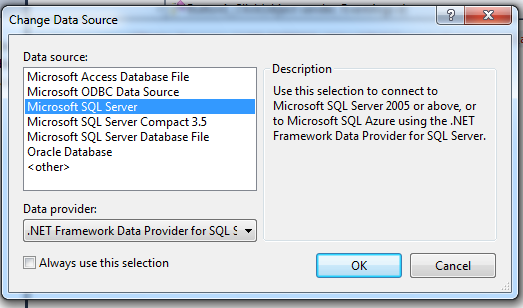 Change Data Source
Data source:
Microsoft Access Database File
Microsoft ODBC Data Source
Microsoft SQL Server
Microsoft SQL Server Compact 3.5
Microsoft SQL Server Database File
Oracle Database
<other>
Description
Use this selection to connect to
Microsoft SQL Server 2005 or above, or
to Microsoft SQL Azure using the .NET
Framework Data Provider for SQL Server.
Data provider:
.NET Framework Data Provider for SQL S
Always use this selection
OK
Cancel